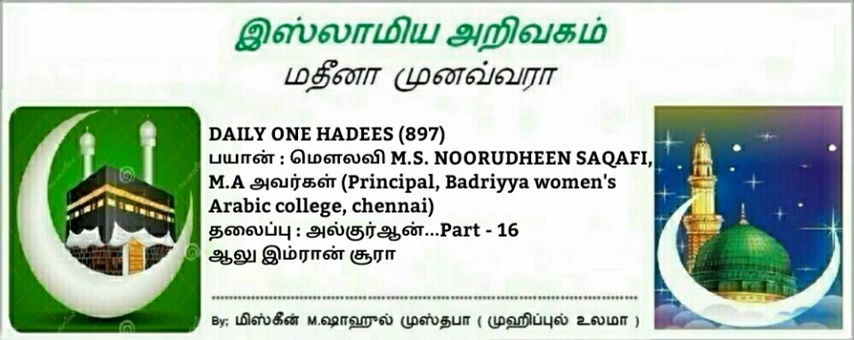 இஸ்லாமிய அறிவகம்
மதீனா முனவ்வரா
DAILY ONE HADEES (897)
பயான் : மௌலவி M.S. NOORUDHEEN SAQAFI,
M.A அவர்கள் (Principal, Badriyya women's
Arabic college, chennai)
தலைப்பு : அல்குர்ஆன்...Part - 16
ஆலு இம்ரான் சூரா
By; மிஸ்கீன் M.ஷாஹுல் முஸ்தபா ( முஹிப்புல் உலமா )